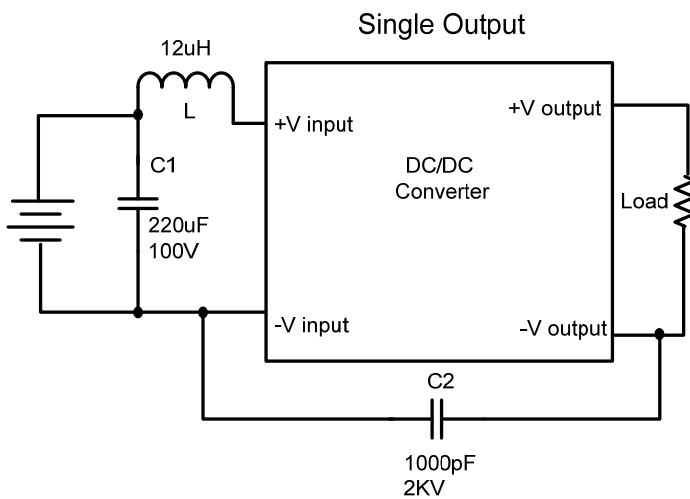 Single Output
12uH
L
+V input
+V output
C1
DC/DC
Converter
Load
220uF
100V
-V input
-V output
C2
1000pF
2KV